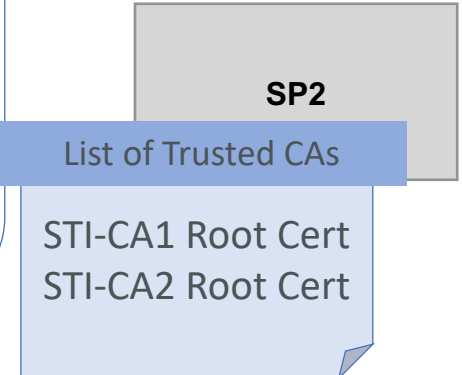 SP2
List of Trusted CAs
STI-CA1 Root Cert
STI-CA2 Root Cert